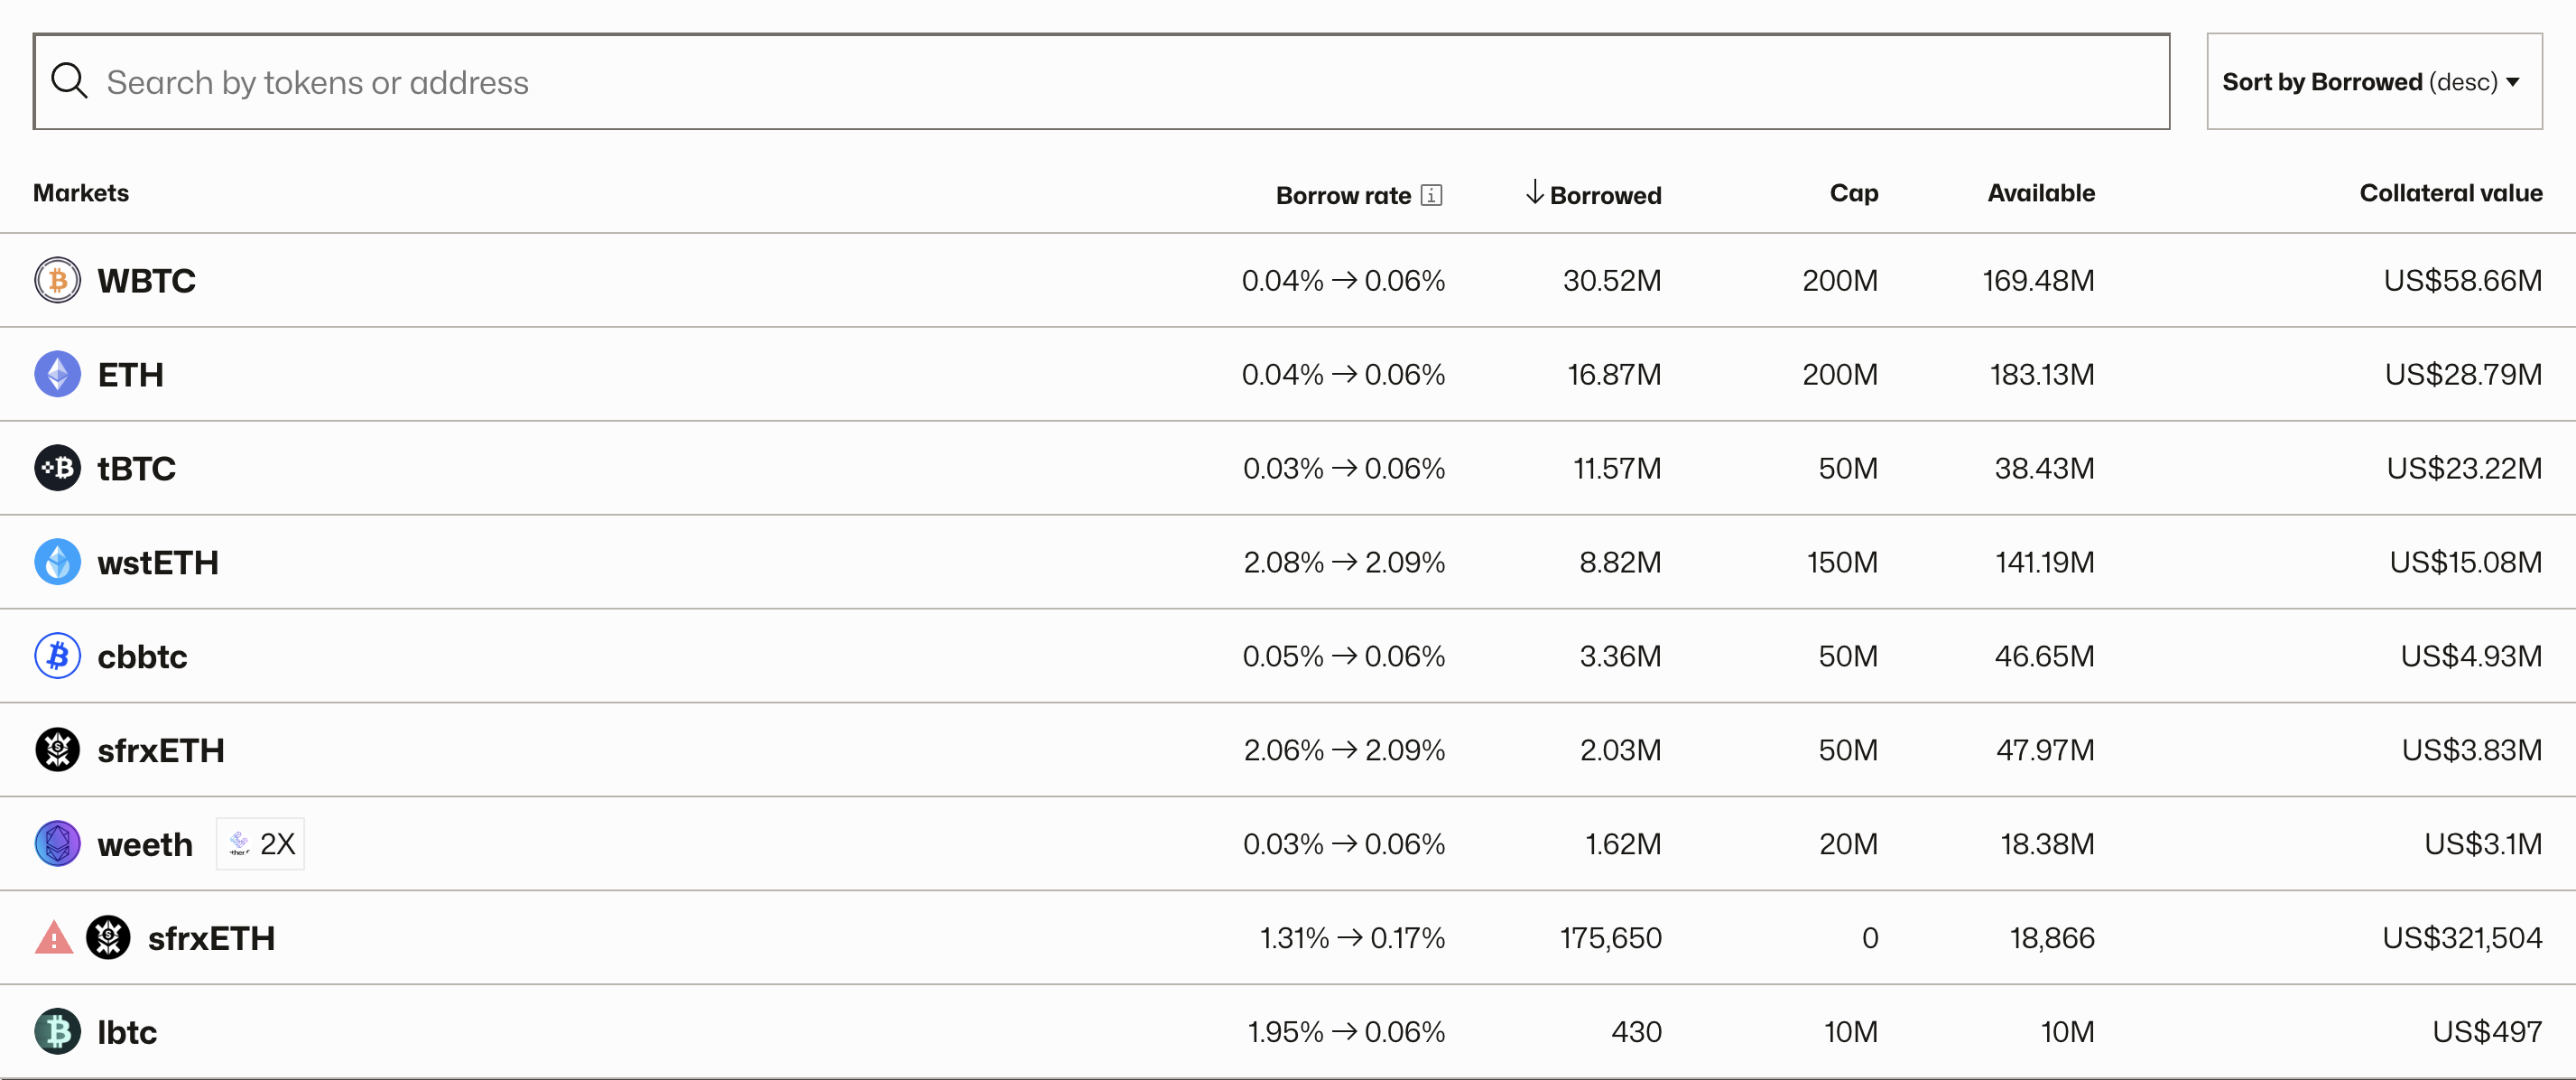 Search by tokens or address
Sort by Borrowed (desc)
Markets Borrow rate Borrowed Cap Available Collateral value
WBTC 0.04% → 0.06% 30.52M 200M 169.48M US$58.66M
ETH 0.04% → 0.06% 16.87M 200M 183.13M US$28.79M
tBTC 0.03% → 0.06% 11.57M 50M 38.43M US$23.22M
wstETH 2.08% → 2.09% 8.82M 150M 141.19M US$15.08M
cbbtc 0.05% → 0.06% 3.36M 50M 46.65M US$4.93M
sfrxETH 2.06% → 2.09% 2.03M 50M 47.97M US$3.83M
weeth 2X 0.03% → 0.06% 1.62M 20M 18.38M US$3.1M
sfrxETH 1.31% → 0.17% 175,650 0 18,866 US$321,504
lbtc 1.95% → 0.06% 430 10M 10M US$497